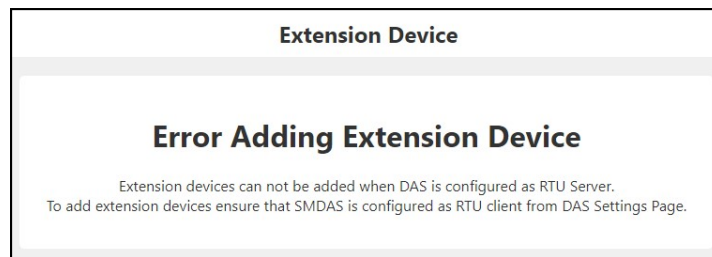 Extension Device
Error Adding Extension Device
Extension devices can not be added when DAS is configured as RTU Server.
To add extension devices ensure that SMDAS is configured as RTU client from DAS Settings Page.